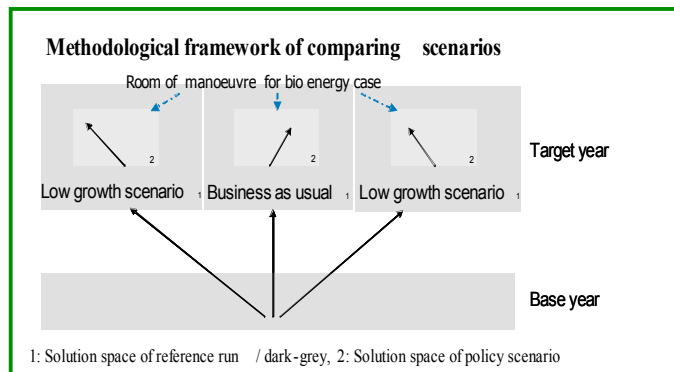 Methodological framework of comparing scenarios
Room of manoeuvre for bio energy case
2 2 2
Target year
Low growth scenario 1 Business as usual 1 Low growth scenario 1
Base year
1: Solution space of reference run / dark-grey, 2: Solution space of policy scenario